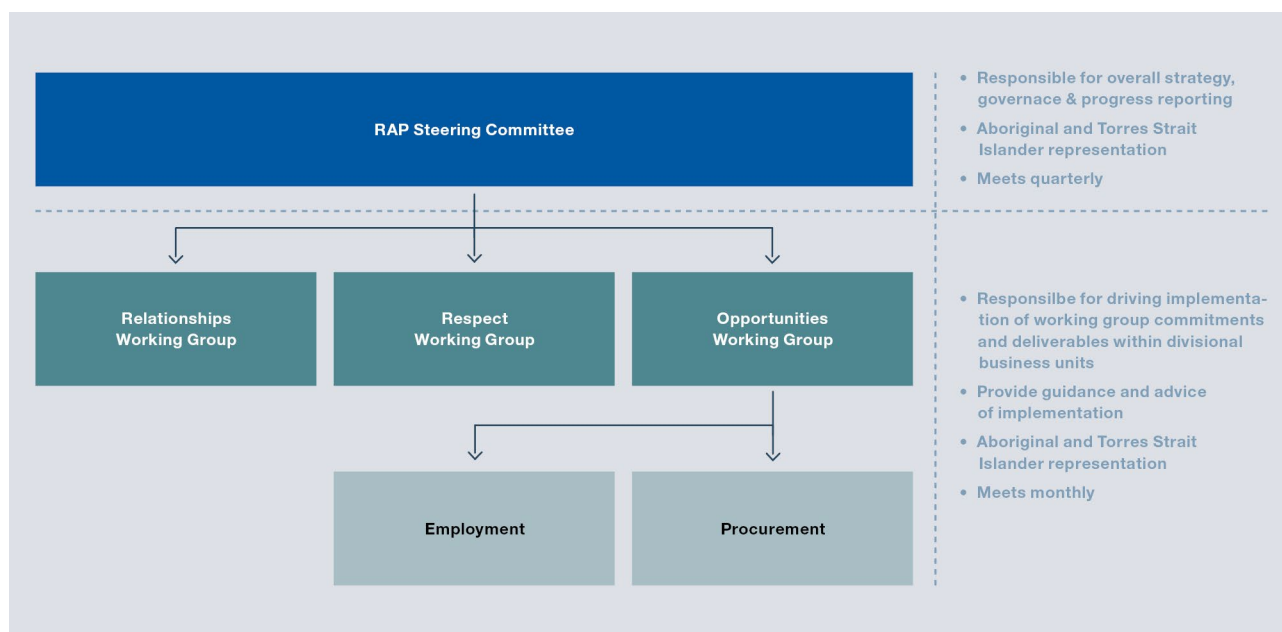 RAP Steering Committee
• Responsible for overall strategy,
governace & progress reporting
• Aboriginal and Torres Strait
Islander representation
• Meets quarterly
Relationships
Working Group
Respect
Working Group
Opportunities
Working Group
• Responsilbe for driving implementa-
tion of working group commitments
and deliverables within divisional
business units
• Provide guidance and advice
of implementation
• Aboriginal and Torres Strait
Islander representation
• Meets monthly
Employment
Procurement